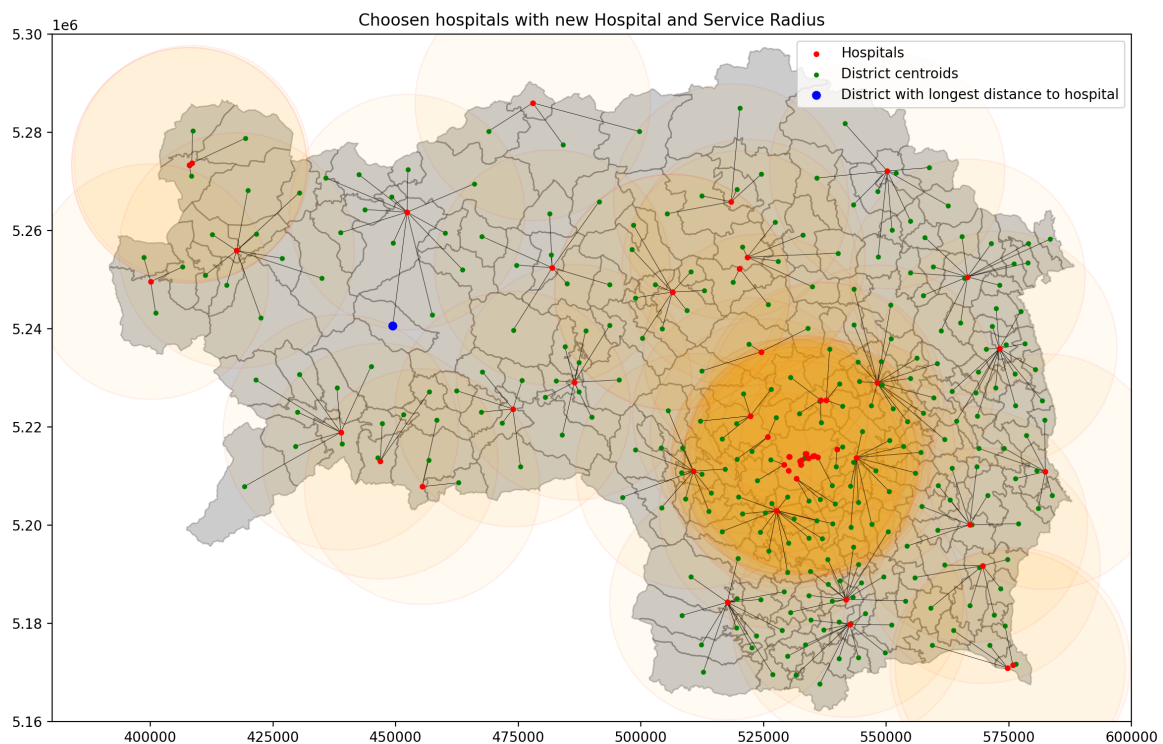 Choosen hospitals with new Hospital and Service Radius
1e6
5.30
5.28
5.26
5.24
5.22
5.20
5.18
5.16
Hospitals
District centroids
District with longest distance to hospital
400000 425000 450000 475000 500000 525000 550000 575000 600000